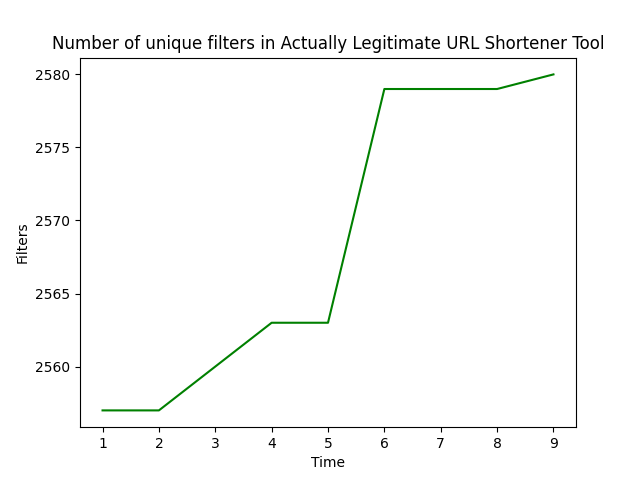 Number of unique filters in Actually Legitimate URL Shortener Tool
2580
2575
2570
2565
2560
Filters
1 2 3 4 5 6 7 8 9
Time